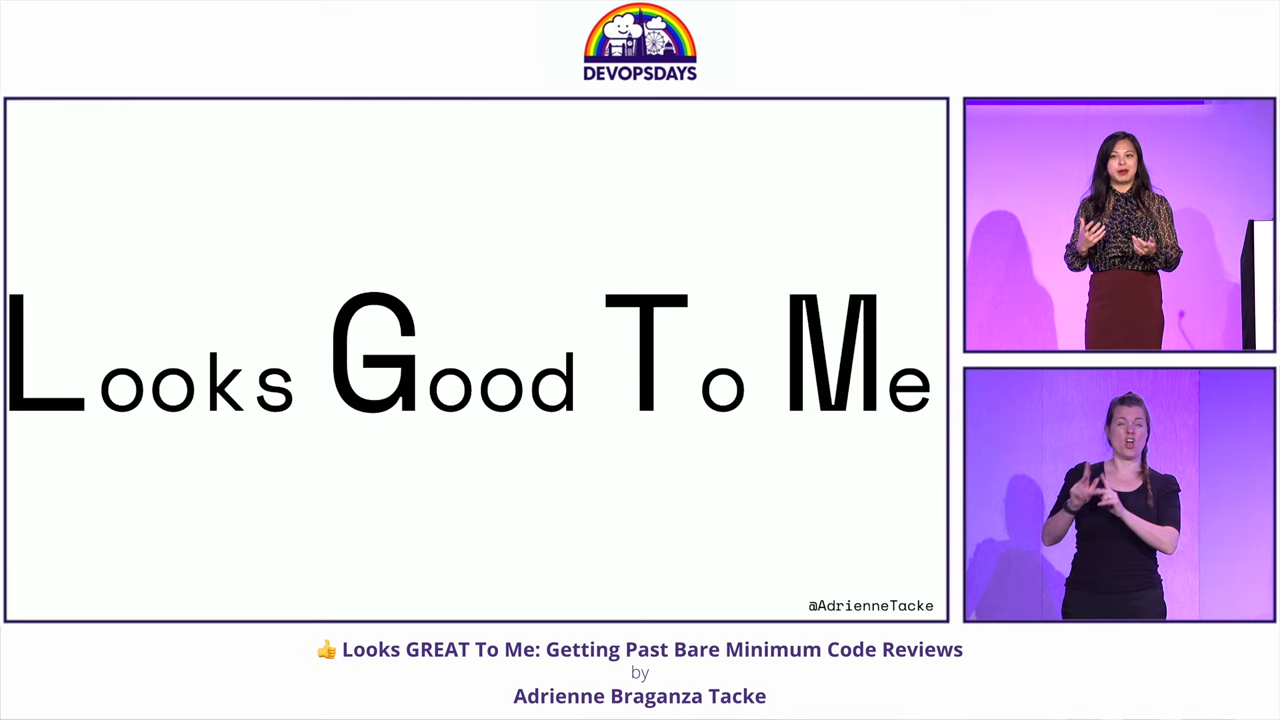 DEVOPSDAYS
Looks Good To Me
@AdrienneTacke
👍 Looks GREAT To Me: Getting Past Bare Minimum Code Reviews
by
Adrienne Braganza Tacke